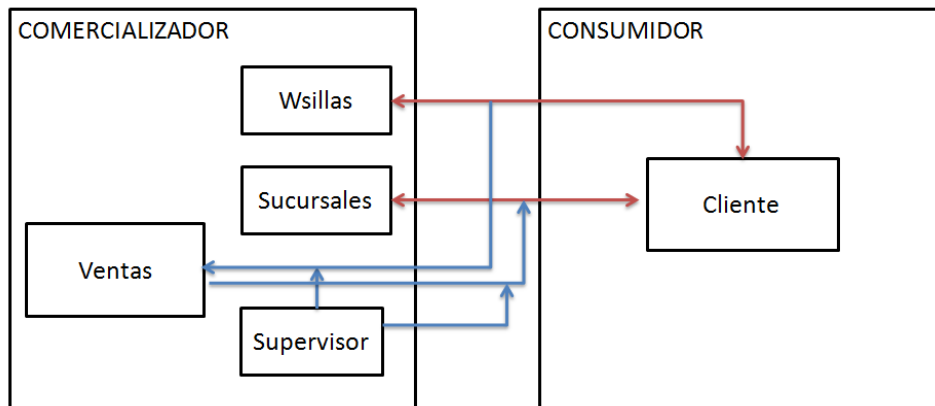 COMERCIALIZADOR
CONSUMIDOR
Wsillas
Sucursales
Cliente
Ventas
Supervisor